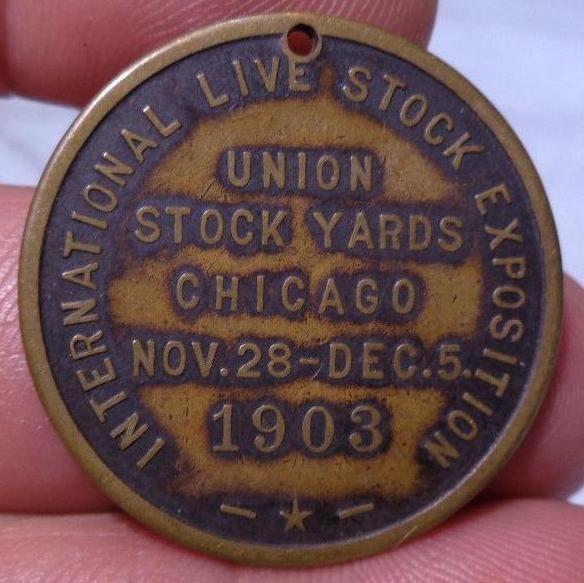 INTERNATIONAL LIVE STOCK EXPOSITION
UNION
STOCK YARDS
CHICAGO
NOV. 28-DEC. 5.
1903